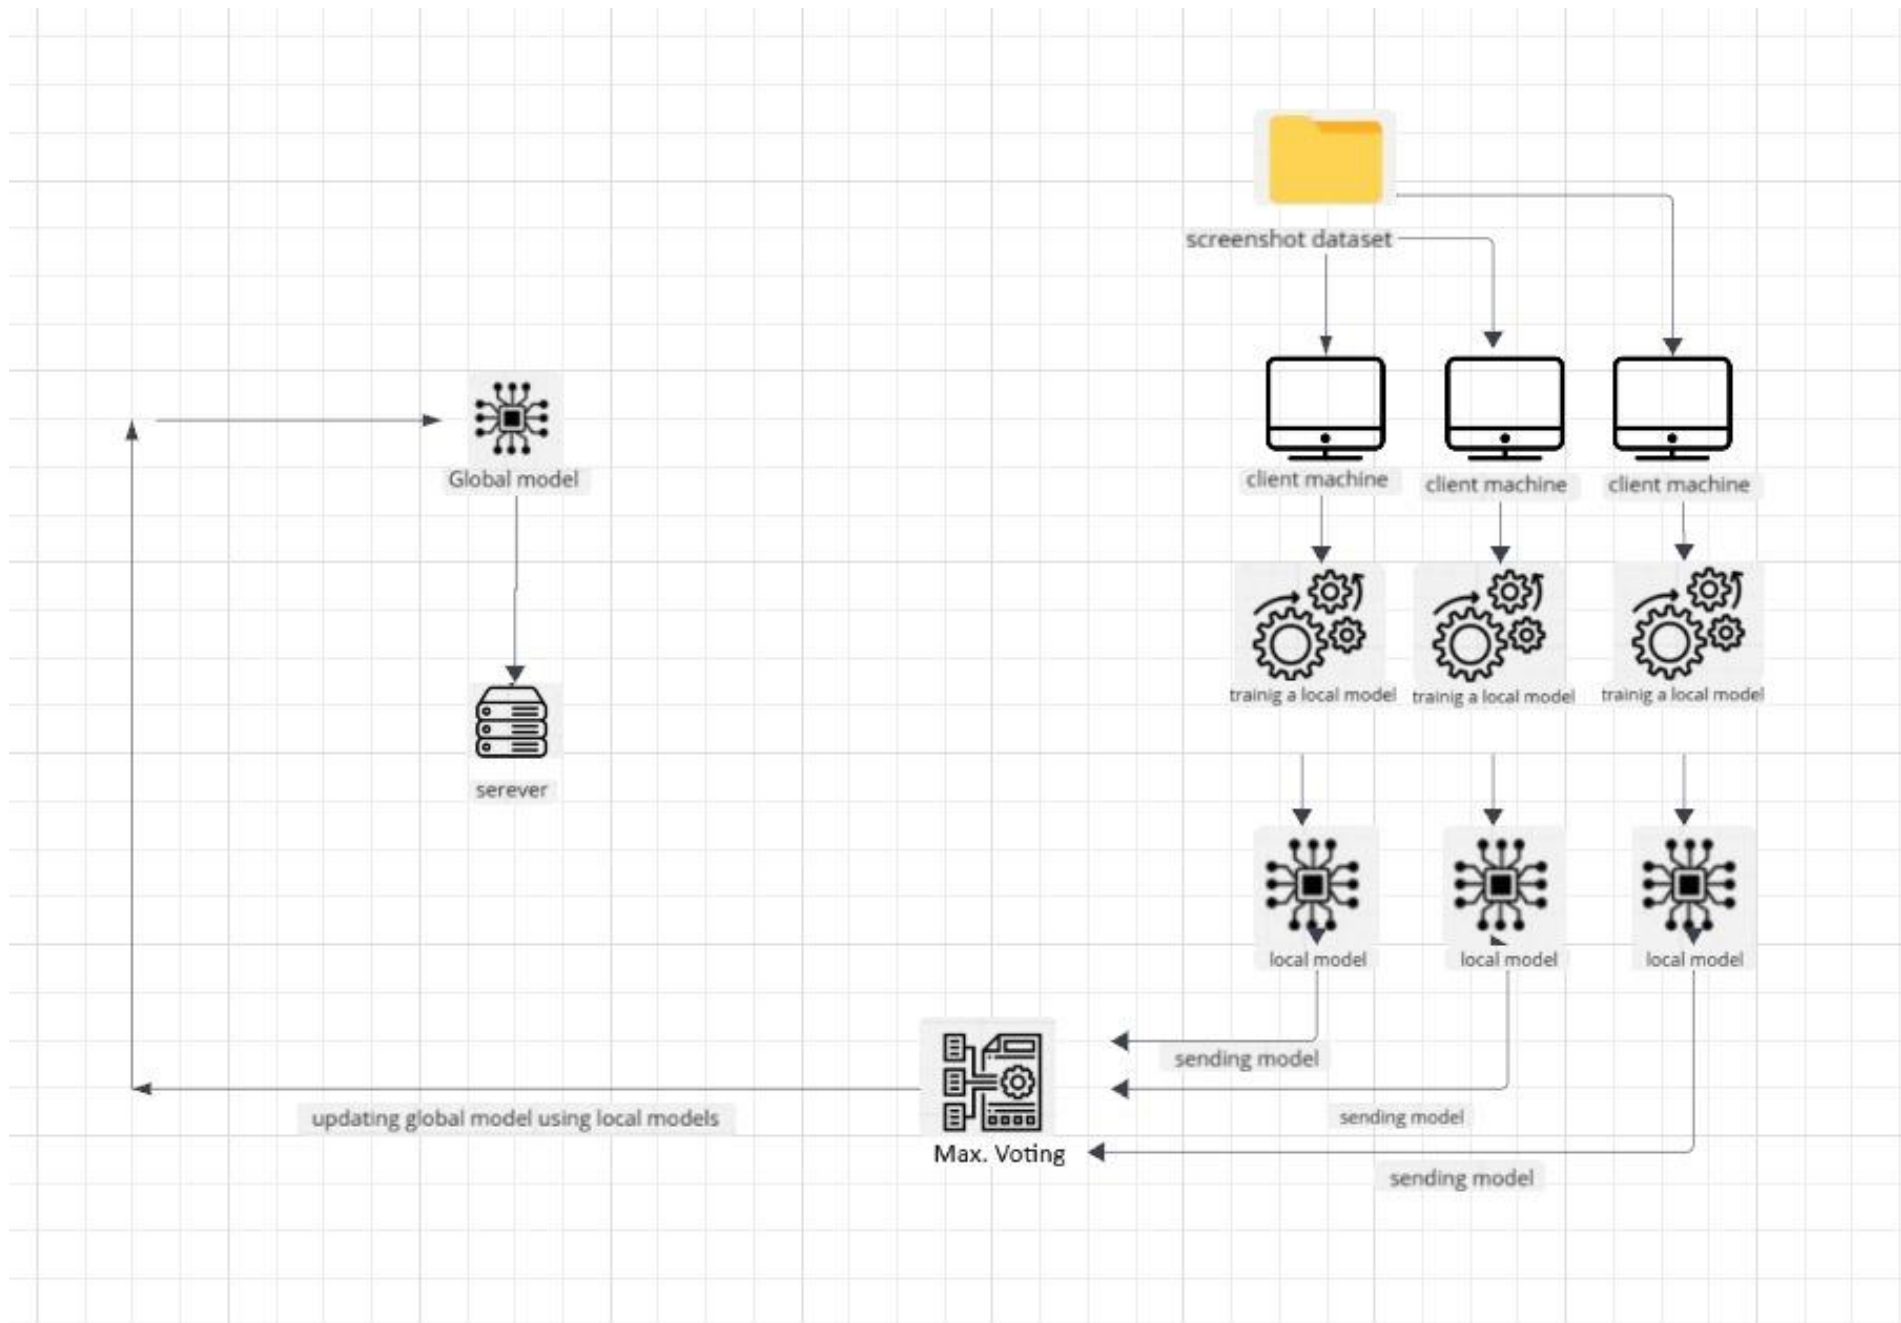 screenshot dataset
client machine
client machine
client machine
Global model
trainig a local model
trainig a local model
trainig a local model
serever
local model
local model
local model
sending model
sending model
updating global model using local models
Max. Voting
sending model